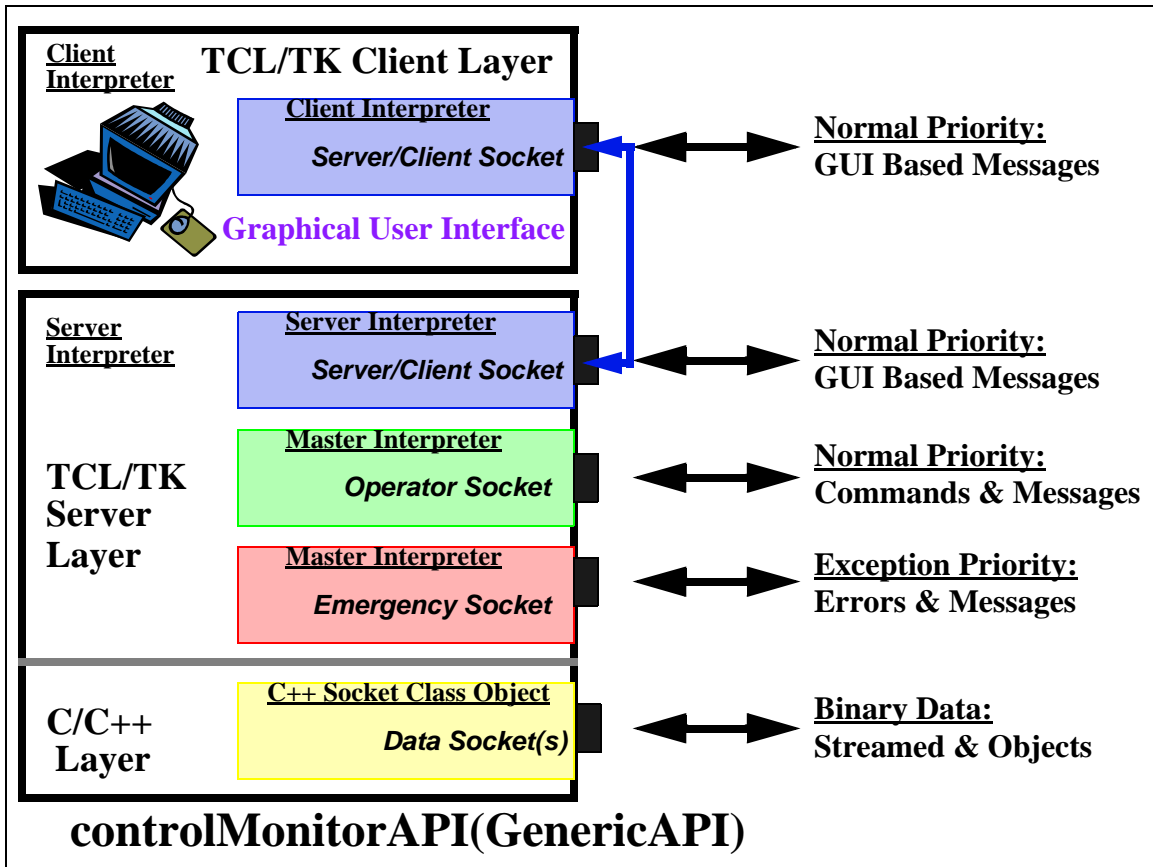 Client
Interpreter
TCL/TK Client Layer
Client Interpreter
Server/Client Socket
Graphical User Interface
Normal Priority:
GUI Based Messages
Server
Interpreter
Server Interpreter
Server/Client Socket
Normal Priority:
GUI Based Messages
TCL/TK
Server
Layer
Master Interpreter
Operator Socket
Normal Priority:
Commands & Messages
Master Interpreter
Emergency Socket
Exception Priority:
Errors & Messages
C/C++
Layer
C++ Socket Class Object
Data Socket(s)
Binary Data:
Streamed & Objects
controlMonitorAPI(GenericAPI)